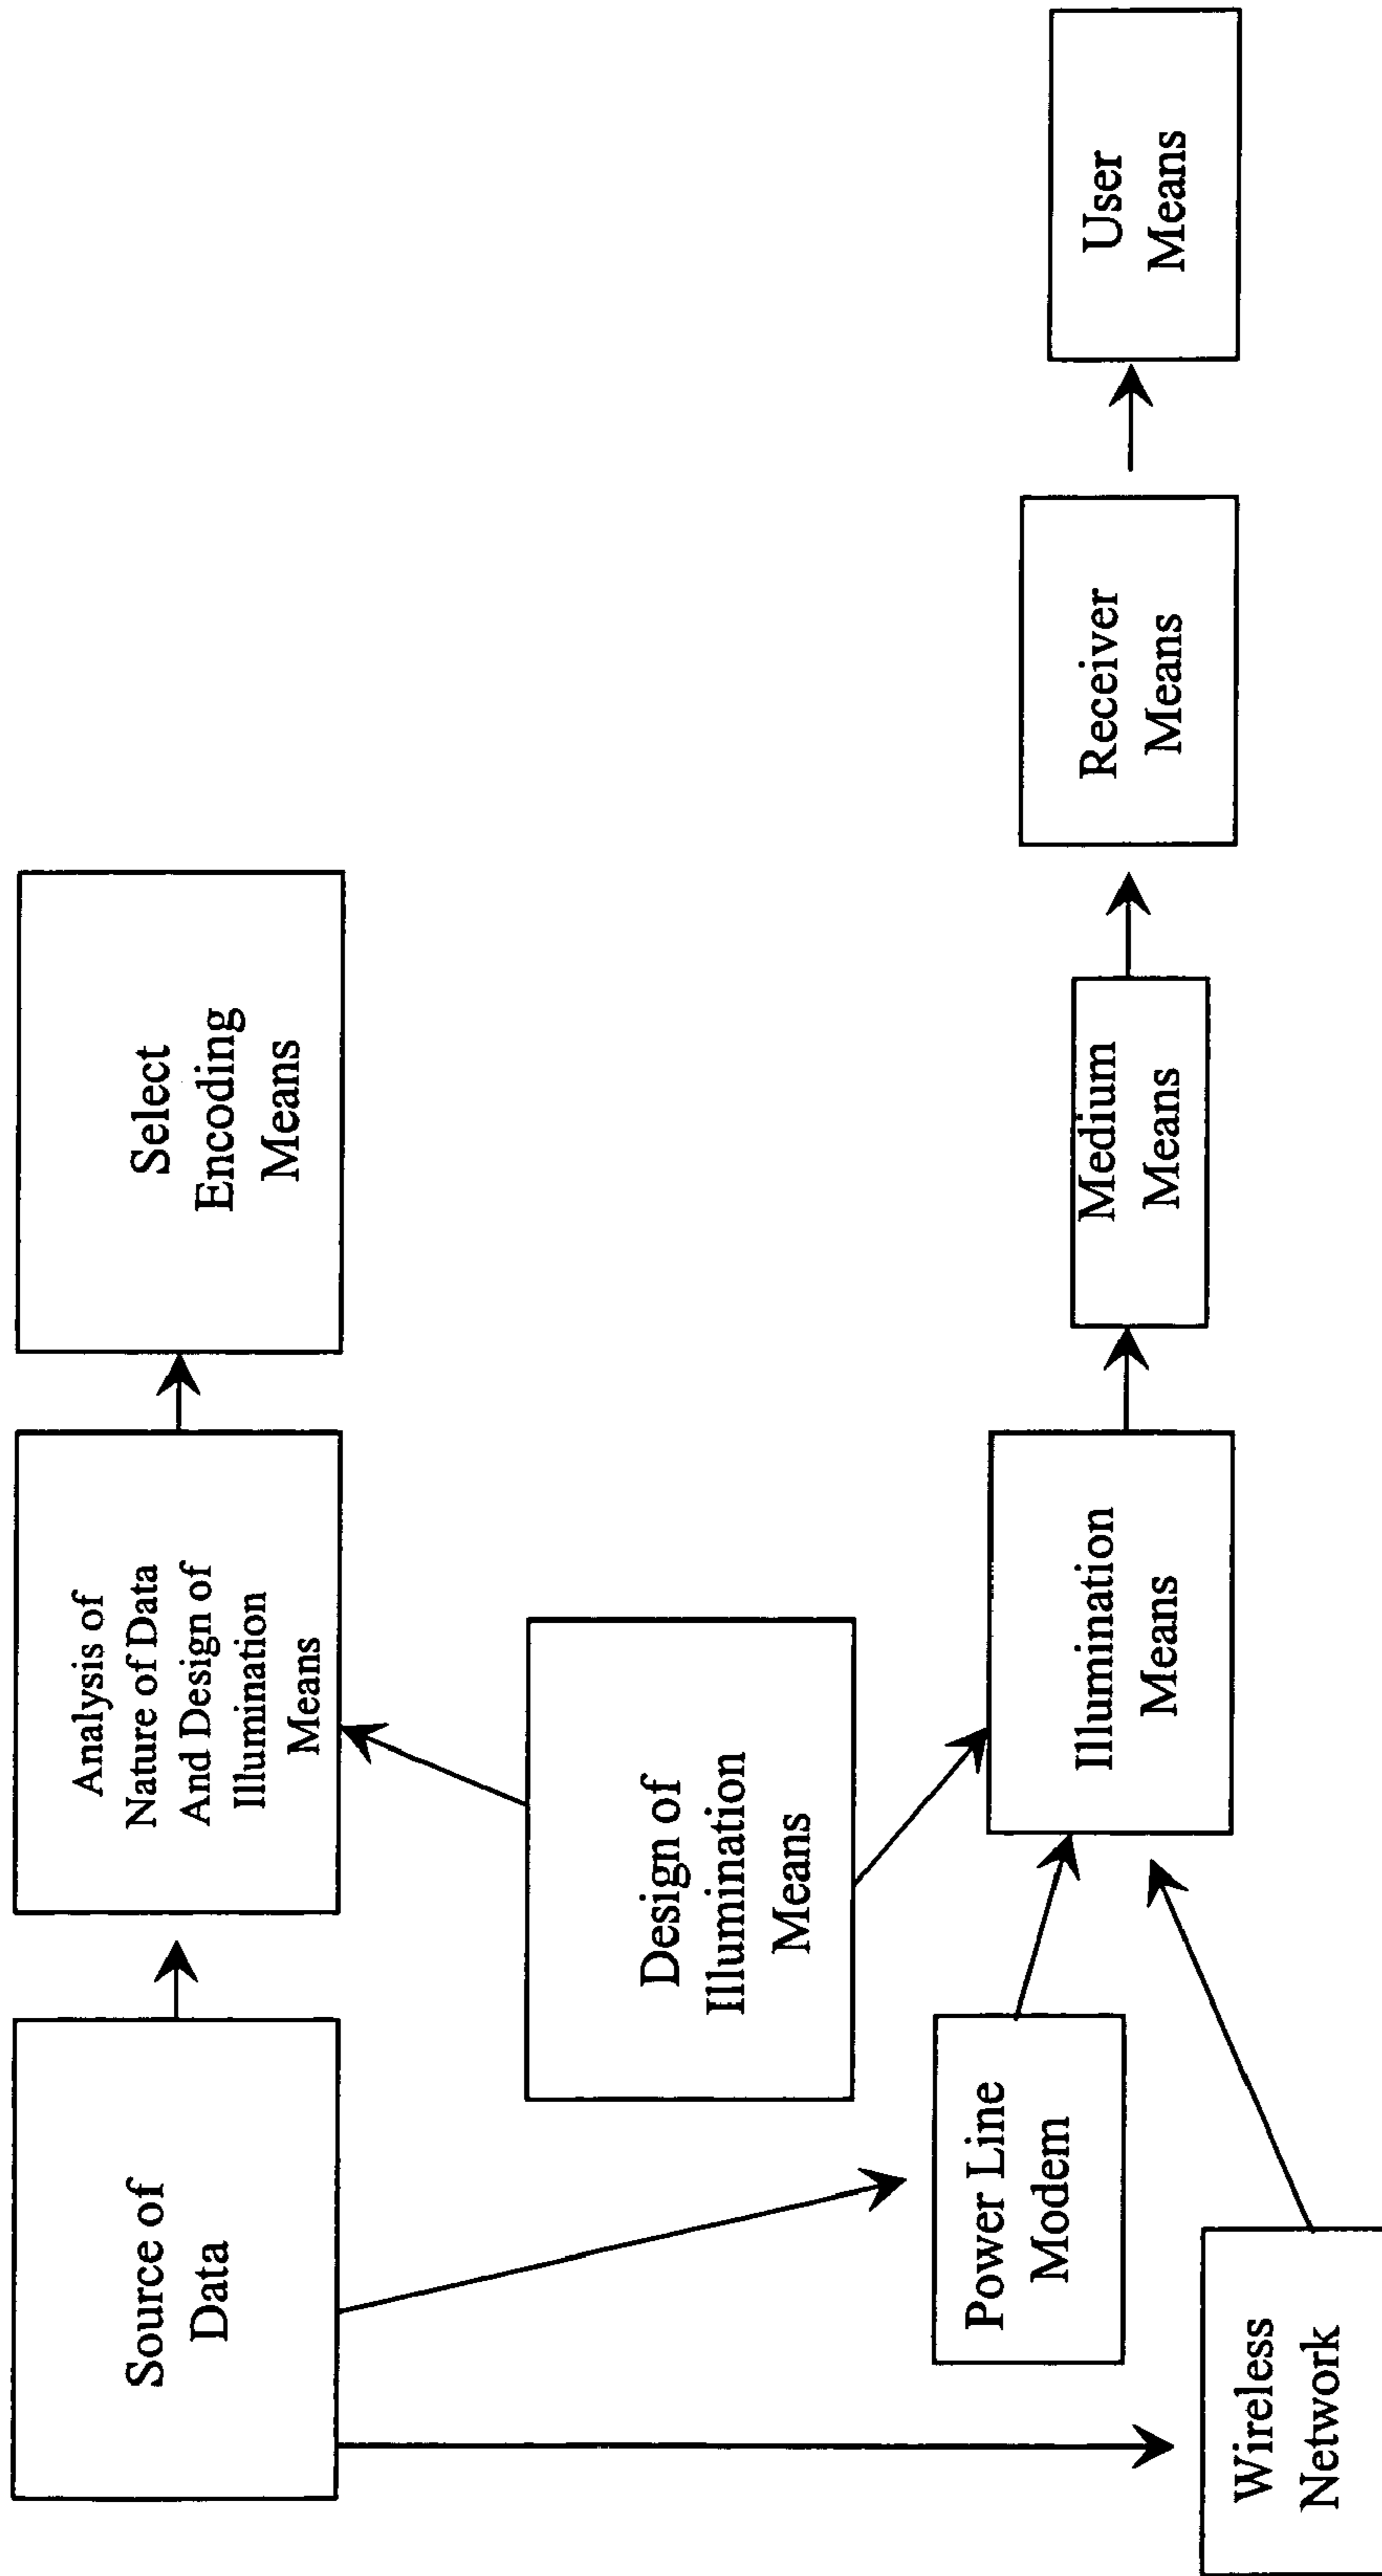 Source of
Data
Analysis of
Nature of Data
And Design of
Illumination
Means
Select
Encoding
Means
Design of
Illumination
Means
Power Line
Modem
Wireless
Network
Illumination
Means
Medium
Means
Receiver
Means
User
Means